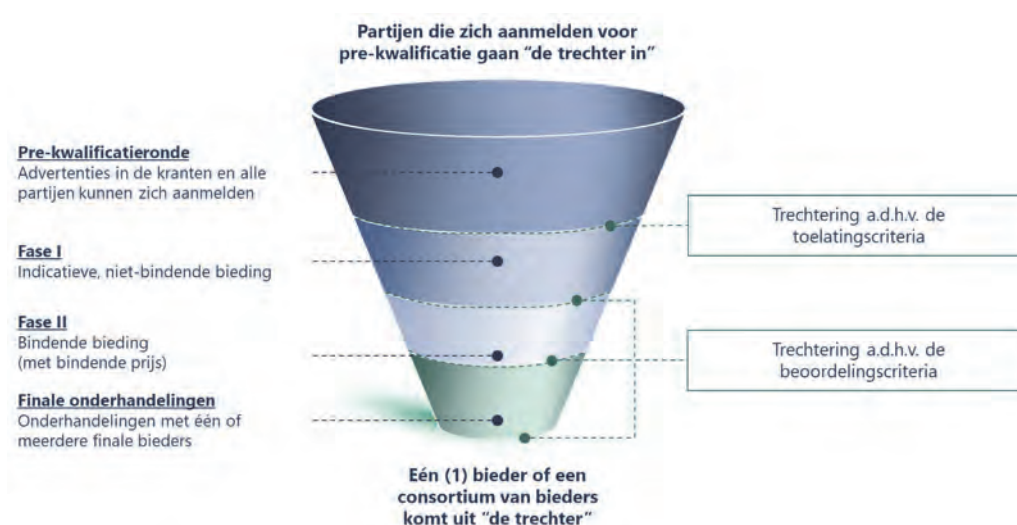 Partijen die zich aanmelden voor
pre-kwalificatie gaan “de trechter in”
Pre-kwalificatieronde
Advertenties in de kranten en alle
partijen kunnen zich aanmelden
Trechtering a.d.h.v. de
toelatingscriteria
Fase I
Indicatieve, niet-bindende bieding
Fase II
Bindende bieding
(met bindende prijs)
Trechtering a.d.h.v. de
beoordelingscriteria
Finale onderhandelingen
Onderhandelingen met één of
meerdere finale bieders
Eén (1) bieder of een
consortium van bieders
komt uit “de trechter”